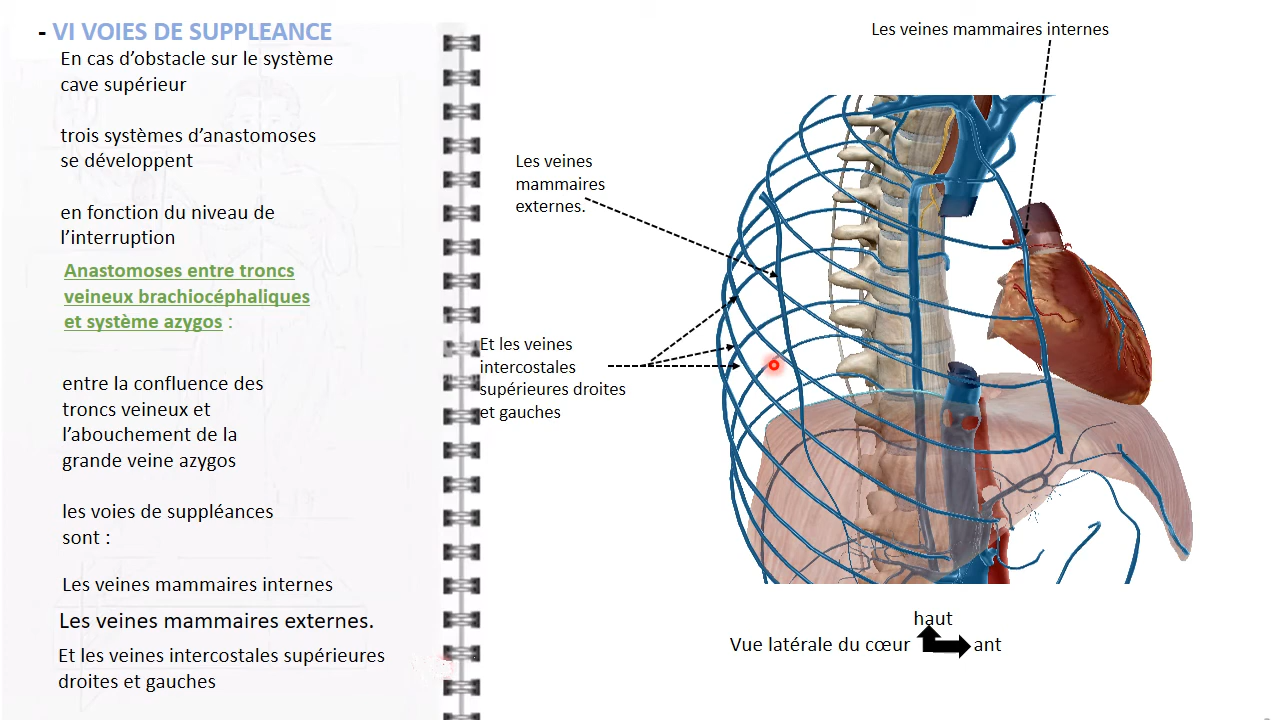 - VI VOIES DE SUPPLEANCE
En cas d’obstacle sur le système
cave supérieur
trois systèmes d’anastomoses
se développent
en fonction du niveau de
l’interruption
Anastomoses entre troncs
veineux brachiocéphaliques
et système azygos :
entre la confluence des
troncs veineux et
l’abouchement de la
grande veine azygos
les voies de suppléances
sont :
Les veines mammaires internes
Les veines mammaires externes.
Et les veines intercostales supérieures
droites et gauches
Les veines mammaires internes
Les veines
mammaires
externes.
Et les veines
intercostales
supérieures droites
et gauches
haut
Vue latérale du cœur
ant